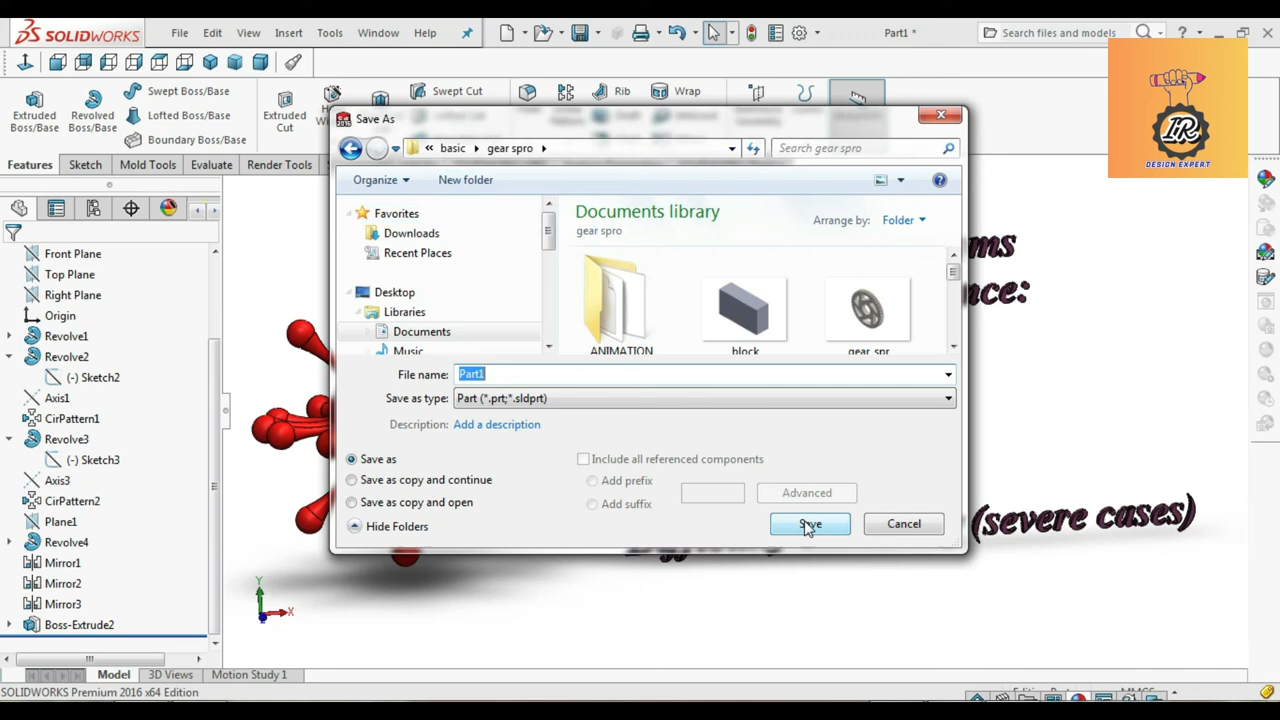 SOLIDWORKS File Edit View Insert Tools Window Help Part1 * Search files and models ?
Extruded Boss/Base
Revolved Boss/Base
Swept Boss/Base
Lofted Boss/Base
Boundary Boss/Base
Extruded Cut
Swept Cut
Rib
Wrap
Features Sketch Mold Tools Evaluate Render Tools
LR
DESIGN EXPERT
Front Plane
Top Plane
Right Plane
Origin
Revolve1
Revolve2
(-) Sketch2
Axis1
CirPattern1
Revolve3
(-) Sketch3
Axis3
CirPattern2
Plane1
Revolve4
Mirror1
Mirror2
Mirror3
Boss-Extrude2
Save As
« basic gear spro
Search gear spro
Organize New folder
Favorites
Downloads
Recent Places
Desktop
Libraries
Documents
Music
Documents library
gear spro
Arrange by: Folder
ANIMATION block gear spr
File name: Part1
Save as type: Part (*.prt;*.sldprt)
Description: Add a description
Save as
Save as copy and continue
Save as copy and open
Include all referenced components
Add prefix
Add suffix
Advanced
Hide Folders
Save Cancel
(severe cases)
Y
X
Model 3D Views Motion Study 1
SOLIDWORKS Premium 2016 x64 Edition